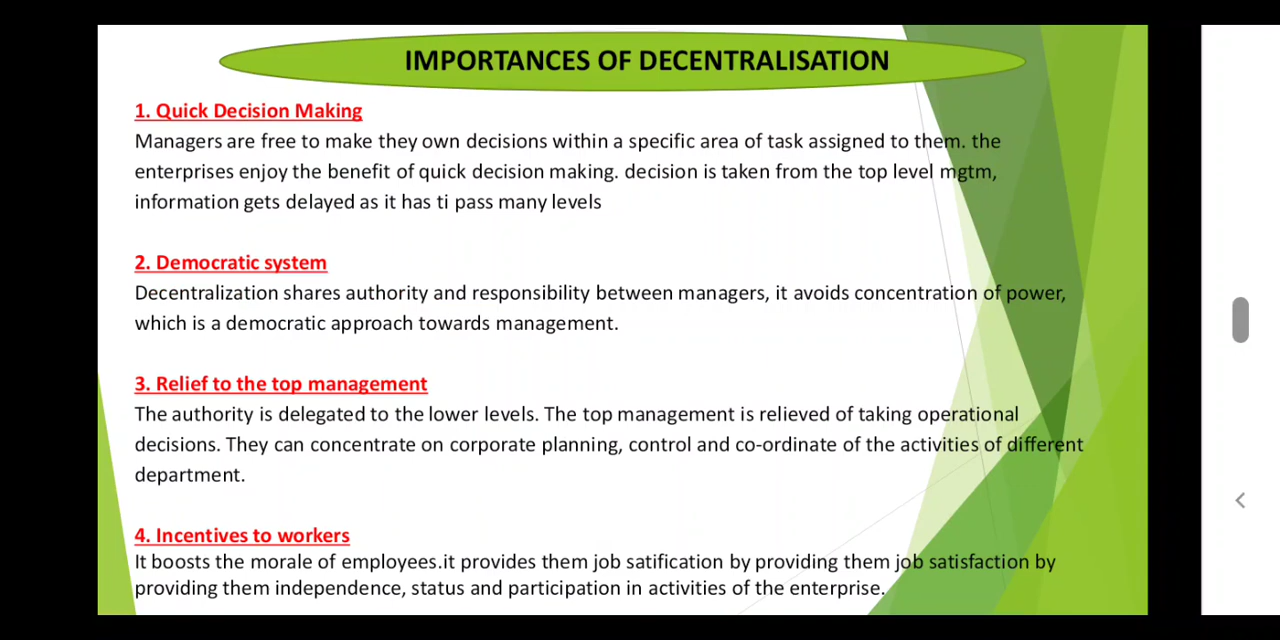 IMPORTANCES OF DECENTRALISATION
1. Quick Decision Making
Managers are free to make they own decisions within a specific area of task assigned to them. the
enterprises enjoy the benefit of quick decision making. decision is taken from the top level mgtm,
information gets delayed as it has ti pass many levels
2. Democratic system
Decentralization shares authority and responsibility between managers, it avoids concentration of power,
which is a democratic approach towards management.
3. Relief to the top management
The authority is delegated to the lower levels. The top management is relieved of taking operational
decisions. They can concentrate on corporate planning, control and co-ordinate of the activities of different
department.
4. Incentives to workers
It boosts the morale of employees.it provides them job satification by providing them job satisfaction by
providing them independence, status and participation in activities of the enterprise.